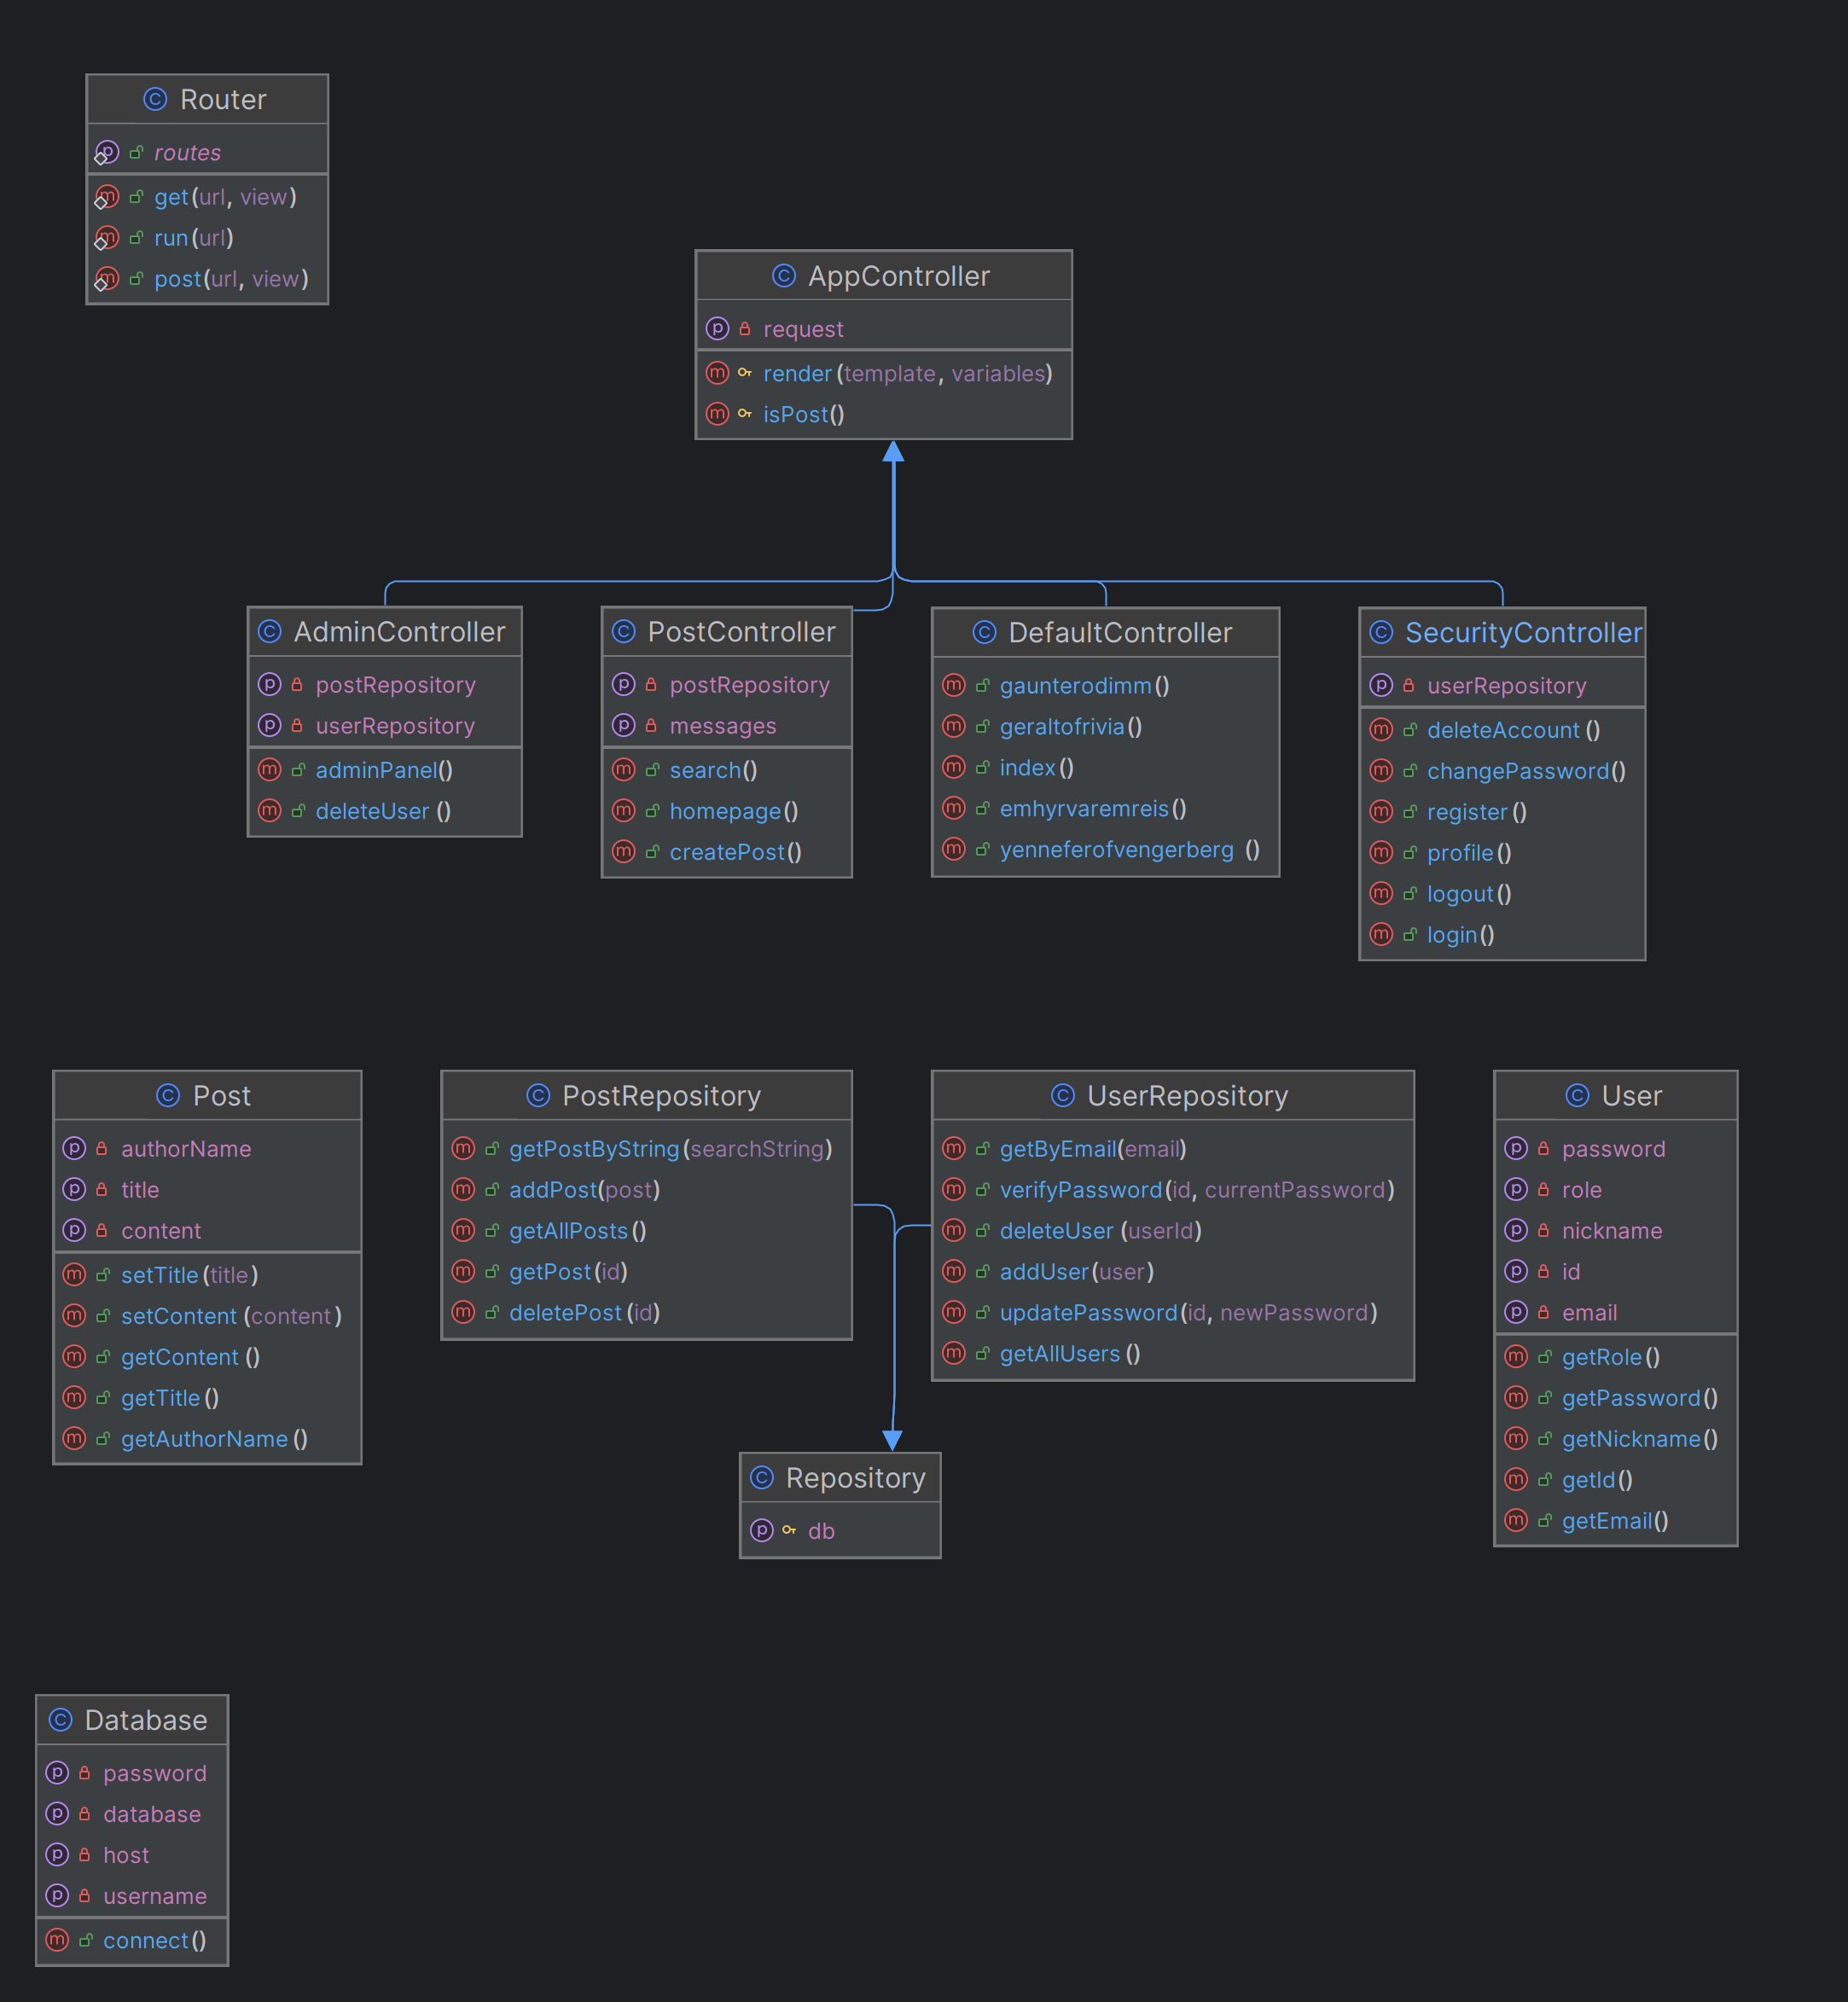 Router
routes
get(url, view)
run(url)
post(url, view)
AppController
request
render(template, variables)
isPost()
AdminController
postRepository
userRepository
adminPanel()
deleteUser ()
PostController
postRepository
messages
search()
homepage()
createPost()
DefaultController
gaunterodimm()
geraltofrivia()
index()
emhyrvaremreis()
yenneferofvengerberg ()
SecurityController
userRepository
deleteAccount ()
changePassword()
register ()
profile()
logout()
login()
Post
authorName
title
content
setTitle(title)
setContent (content)
getContent ()
getTitle()
getAuthorName ()
PostRepository
getPostByString(searchString)
addPost(post)
getAllPosts()
getPost(id)
deletePost (id)
UserRepository
getByEmail(email)
verifyPassword(id, currentPassword)
deleteUser (userId)
addUser(user)
updatePassword(id, newPassword)
getAllUsers ()
User
password
role
nickname
id
email
getRole()
getPassword()
getNickname()
getId()
getEmail()
Repository
db
Database
password
database
host
username
connect()